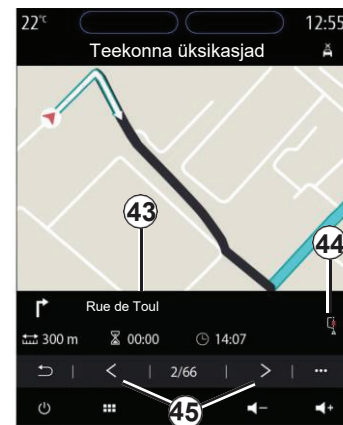 22°C 12:55
Teekonna üksikasjad
43
44
Rue de Toul
300 m 00:00 14:07
2/66
45